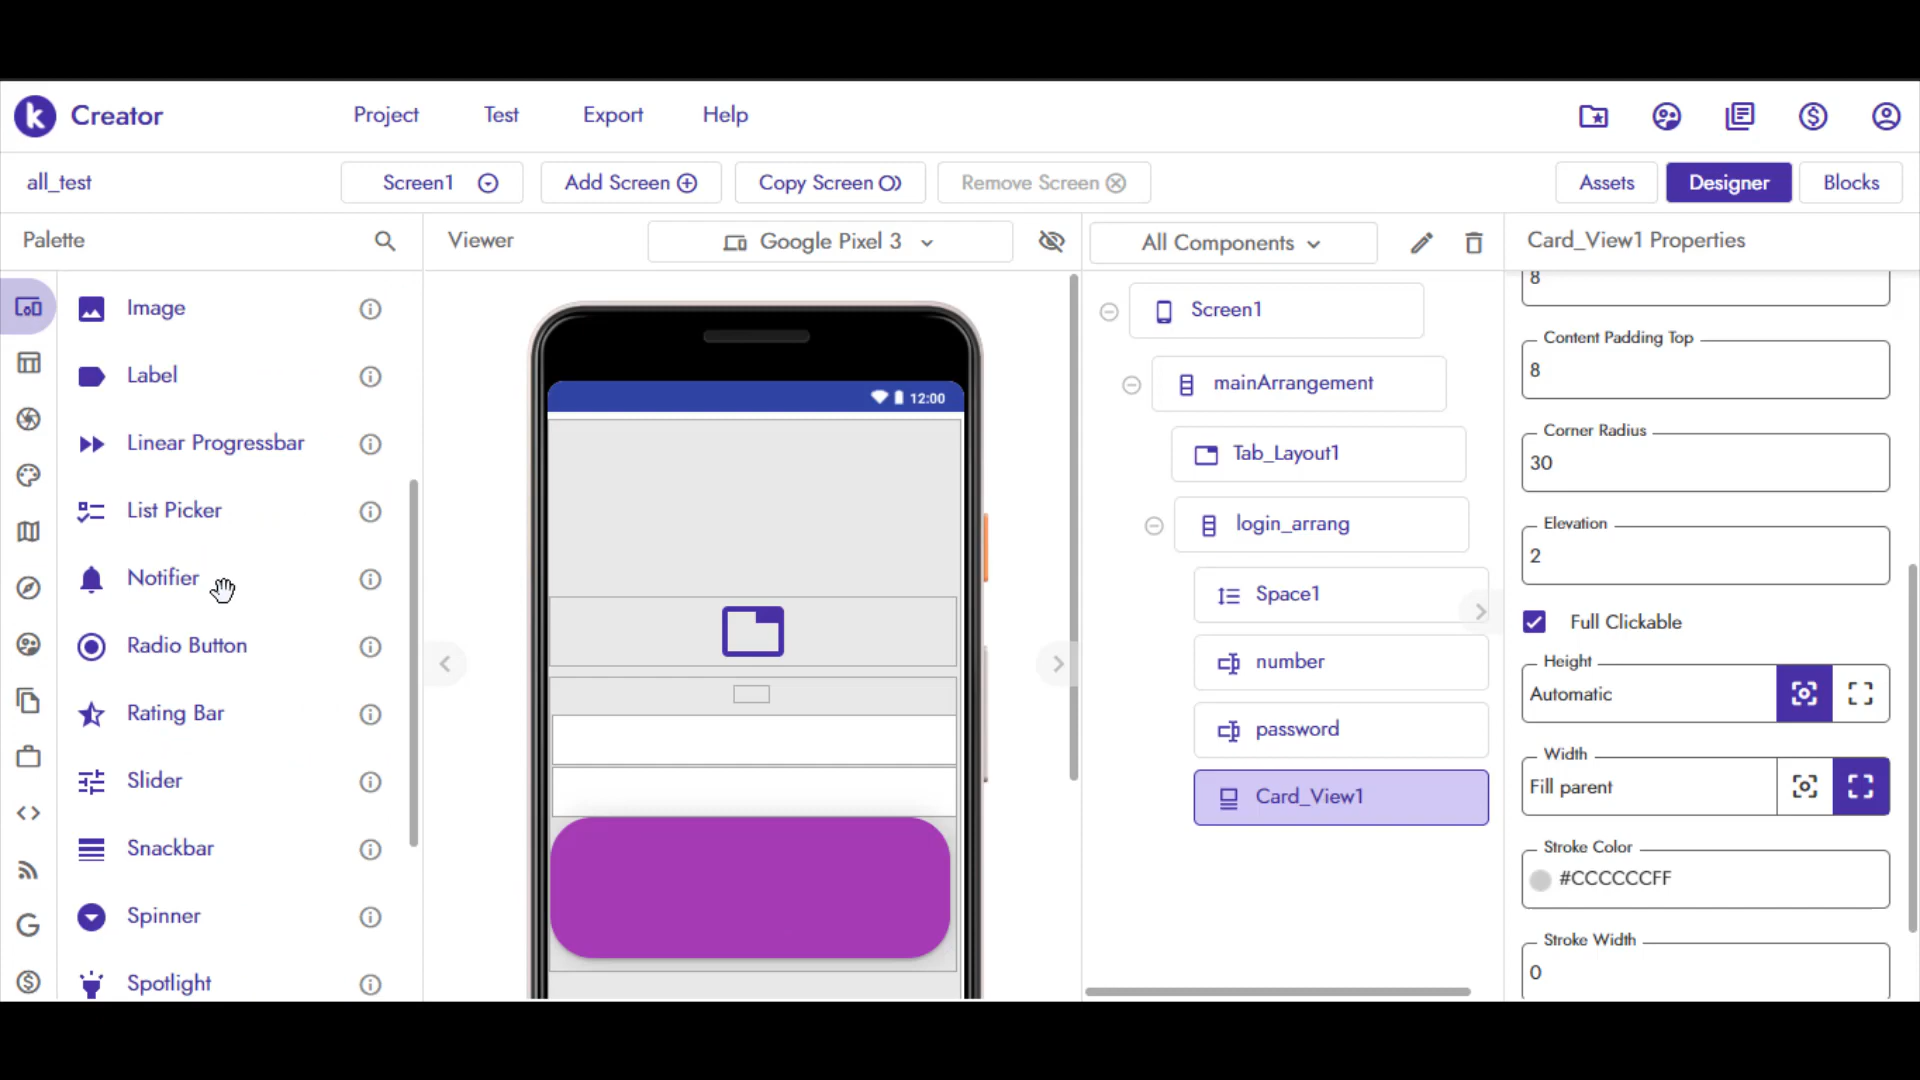 k Creator Project Test Export Help
all_test Screen1 Add Screen Copy Screen Remove Screen Assets Designer Blocks
Palette Viewer Google Pixel 3 All Components Card_View1 Properties
Image
Label
Linear Progressbar
List Picker
Notifier
Radio Button
Rating Bar
Slider
Snackbar
Spinner
Spotlight
12:00
Screen1
mainArrangement
Tab_Layout1
login_arrang
Space1
number
password
Card_View1
8
Content Padding Top
8
Corner Radius
30
Elevation
2
Full Clickable
Height
Automatic
Width
Fill parent
Stroke Color
#CCCCCCFF
Stroke Width
0